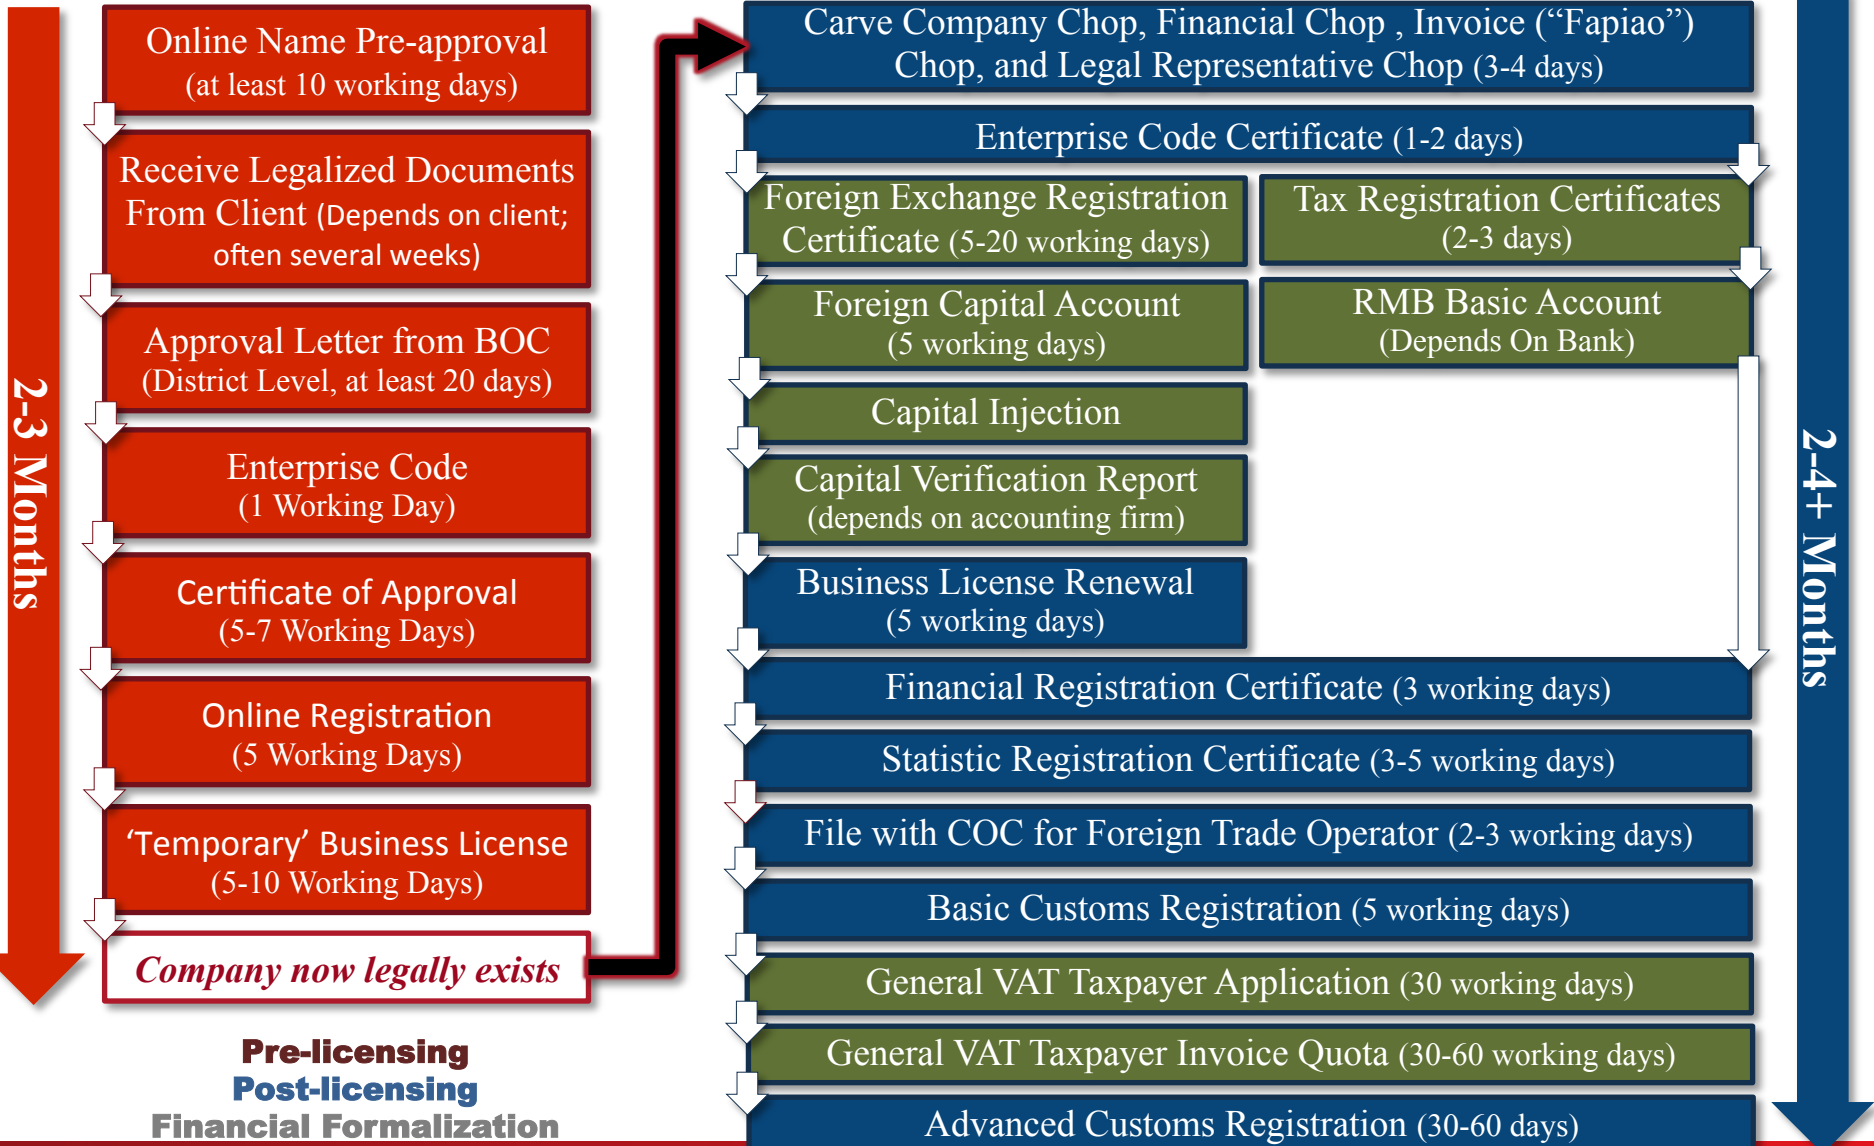 Online Name Pre-approval
(at least 10 working days)
Receive Legalized Documents
From Client (Depends on client;
often several weeks)
Approval Letter from BOC
(District Level, at least 20 days)
Enterprise Code
(1 Working Day)
Certificate of Approval
(5-7 Working Days)
Online Registration
(5 Working Days)
‘Temporary’ Business License
(5-10 Working Days)
Company now legally exists
2-3 Months
Pre-licensing
Post-licensing
Financial Formalization
Carve Company Chop, Financial Chop , Invoice (“Fapiao”)
Chop, and Legal Representative Chop (3-4 days)
Enterprise Code Certificate (1-2 days)
Foreign Exchange Registration
Certificate (5-20 working days)
Tax Registration Certificates
(2-3 days)
Foreign Capital Account
(5 working days)
RMB Basic Account
(Depends On Bank)
Capital Injection
Capital Verification Report
(depends on accounting firm)
Business License Renewal
(5 working days)
Financial Registration Certificate (3 working days)
Statistic Registration Certificate (3-5 working days)
File with COC for Foreign Trade Operator (2-3 working days)
Basic Customs Registration (5 working days)
General VAT Taxpayer Application (30 working days)
General VAT Taxpayer Invoice Quota (30-60 working days)
Advanced Customs Registration (30-60 days)
2-4+ Months